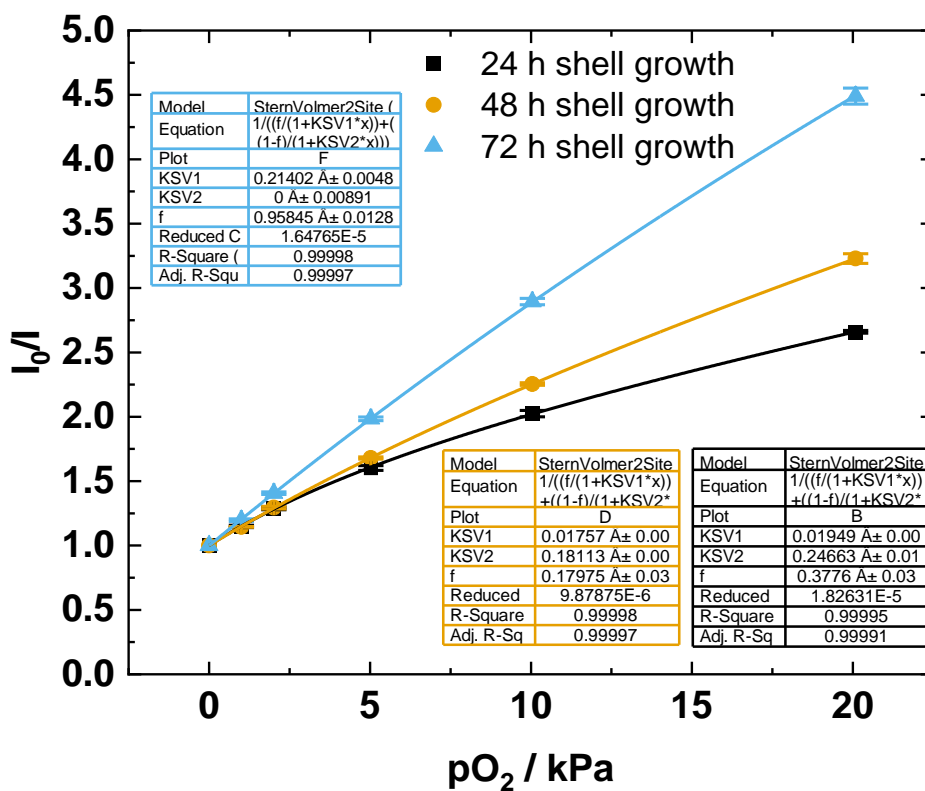 5.0
4.5
4.0
3.5
3.0
2.5
2.0
1.5
1.0
0.5
0.0
I₀/I
24 h shell growth
48 h shell growth
72 h shell growth
Model SternVolmer2Site (
Equation 1/((f/(1+KSV1*x))+(
(1-f)/(1+KSV2*x)))
Plot F
KSV1 0.21402 Â± 0.0048
KSV2 0 Â± 0.00891
f 0.95845 Â± 0.0128
Reduced C 1.64765E-5
R-Square ( 0.99998
Adj. R-Squ 0.99997
Model SternVolmer2Site
Equation 1/((f/(1+KSV1*x))
+((1-f)/(1+KSV2*
Plot D
KSV1 0.01757 Â± 0.00
KSV2 0.18113 Â± 0.00
f 0.17975 Â± 0.03
Reduced 9.87875E-6
R-Square 0.99998
Adj. R-Sq 0.99997
Model SternVolmer2Site
Equation 1/((f/(1+KSV1*x))
+((1-f)/(1+KSV2*
Plot B
KSV1 0.01949 Â± 0.00
KSV2 0.24663 Â± 0.01
f 0.3776 Â± 0.03
Reduced 1.82631E-5
R-Square 0.99995
Adj. R-Sq 0.99991
0 5 10 15 20
pO₂ / kPa